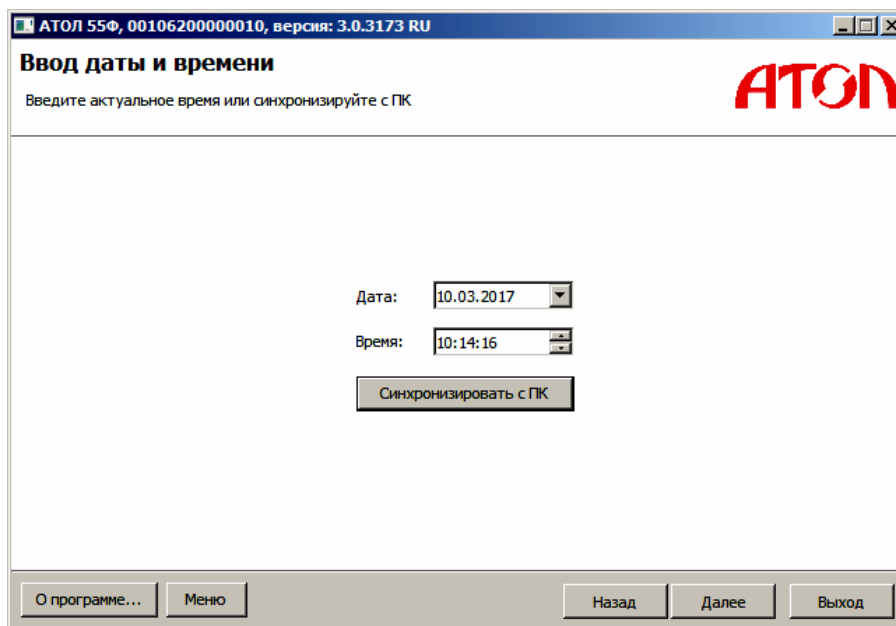 АТОЛ 55Ф, 00106200000010, версия: 3.0.3173 RU
Ввод даты и времени
Введите актуальное время или синхронизируйте с ПК
АТОЛ
Дата: 10.03.2017
Время: 10:14:16
Синхронизировать с ПК
О программе... Меню Назад Далее Выход